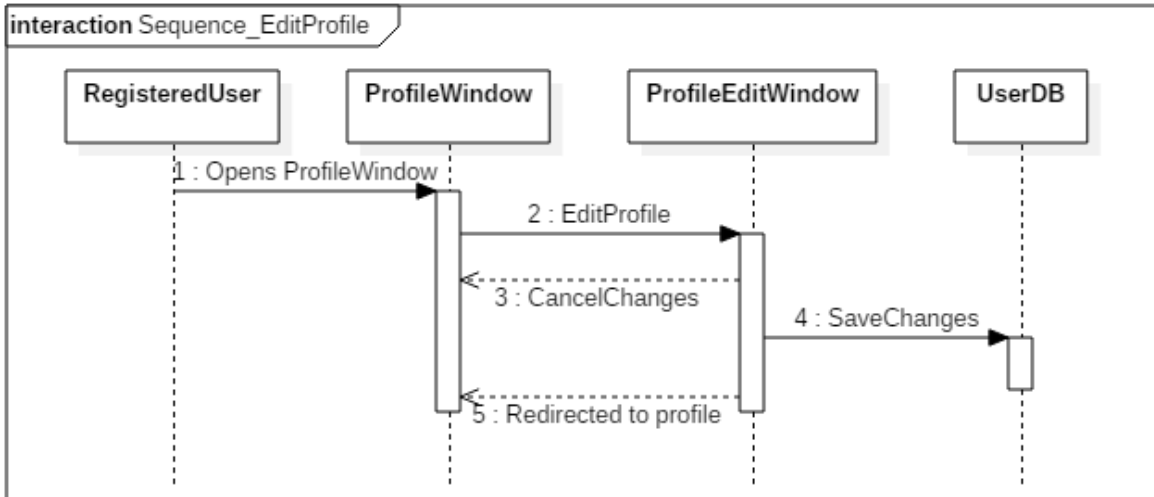 interaction Sequence_EditProfile
RegisteredUser
ProfileWindow
ProfileEditWindow
UserDB
1 : Opens ProfileWindow
2 : EditProfile
3 : CancelChanges
4 : SaveChanges
5 : Redirected to profile